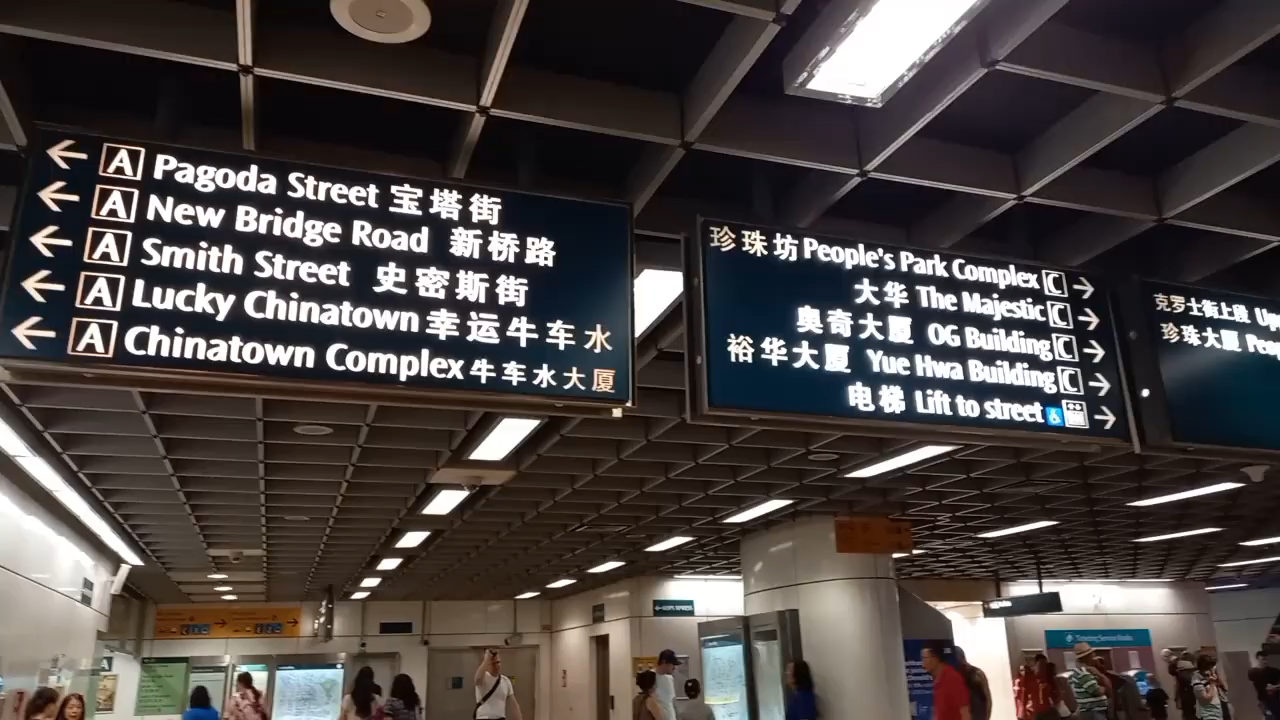 A Pagoda Street 宝塔街
A New Bridge Road 新桥路
A Smith Street 史密斯街
A Lucky Chinatown 幸运牛车水
A Chinatown Complex 牛车水大厦
珍珠坊 People's Park Complex C
大华 The Majestic C
奥奇大厦 OG Building C
裕华大厦 Yue Hwa Building C
电梯 Lift to street
克罗士街上段
珍珠大厦
Ticketing Service